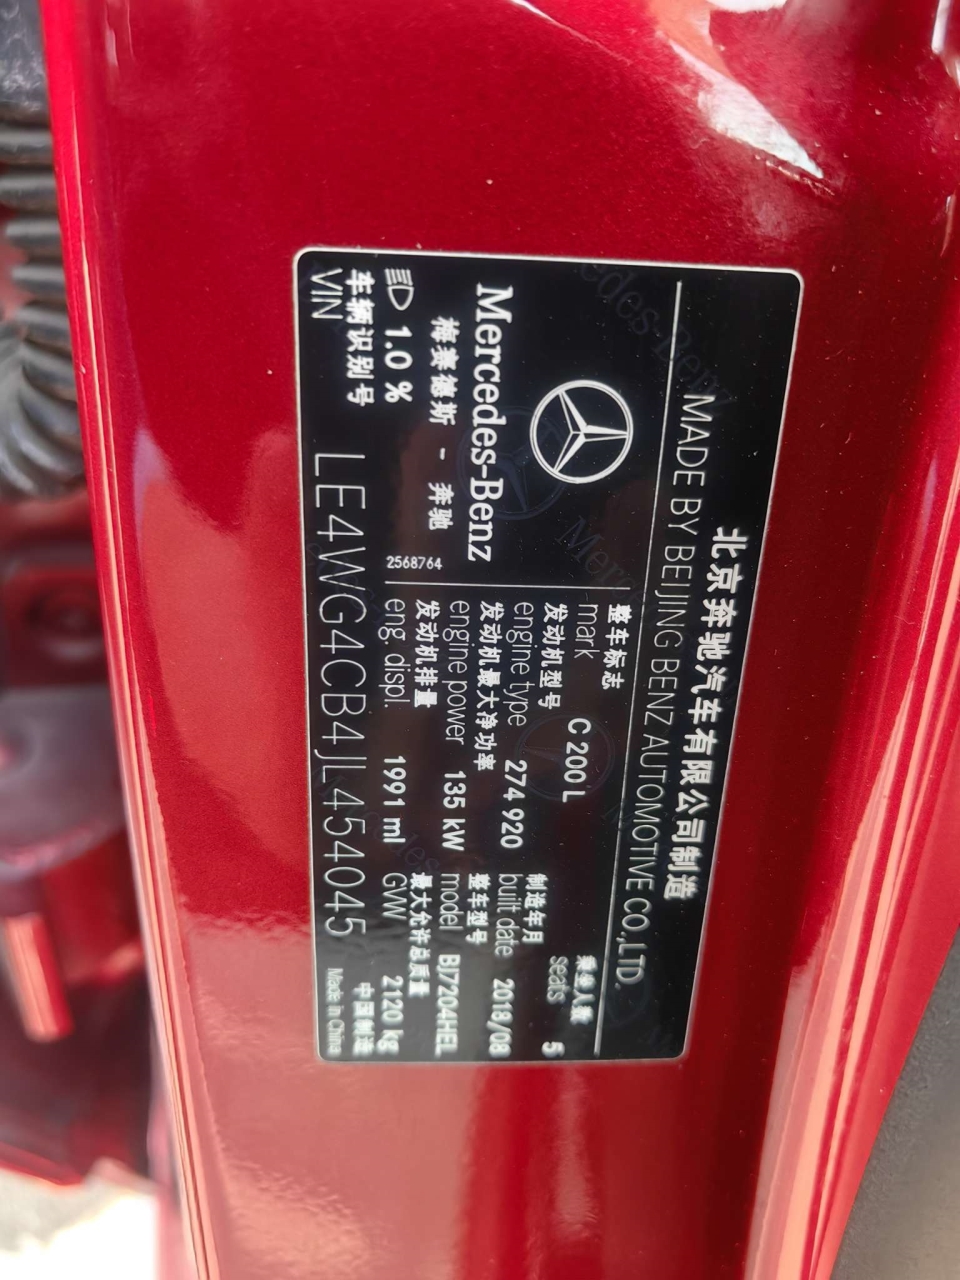 北京奔驰汽车有限公司制造
MADE BY BEIJING BENZ AUTOMOTIVE CO.,LTD.
Mercedes-Benz
梅赛德斯 - 奔驰
1.0 %
2568764
整车标志
mark C 200 L
发动机型号
engine type 274 920
发动机最大净功率
engine power 135 kW
发动机排量
eng. displ. 1991 ml
乘坐人数
seats 5
制造年月
built date 2018/08
整车型号
model BJ7204HEL
最大允许总质量
GVW 2120 kg
车辆识别号
VIN LE4WG4CB4JL454045
中国制造
Made in China